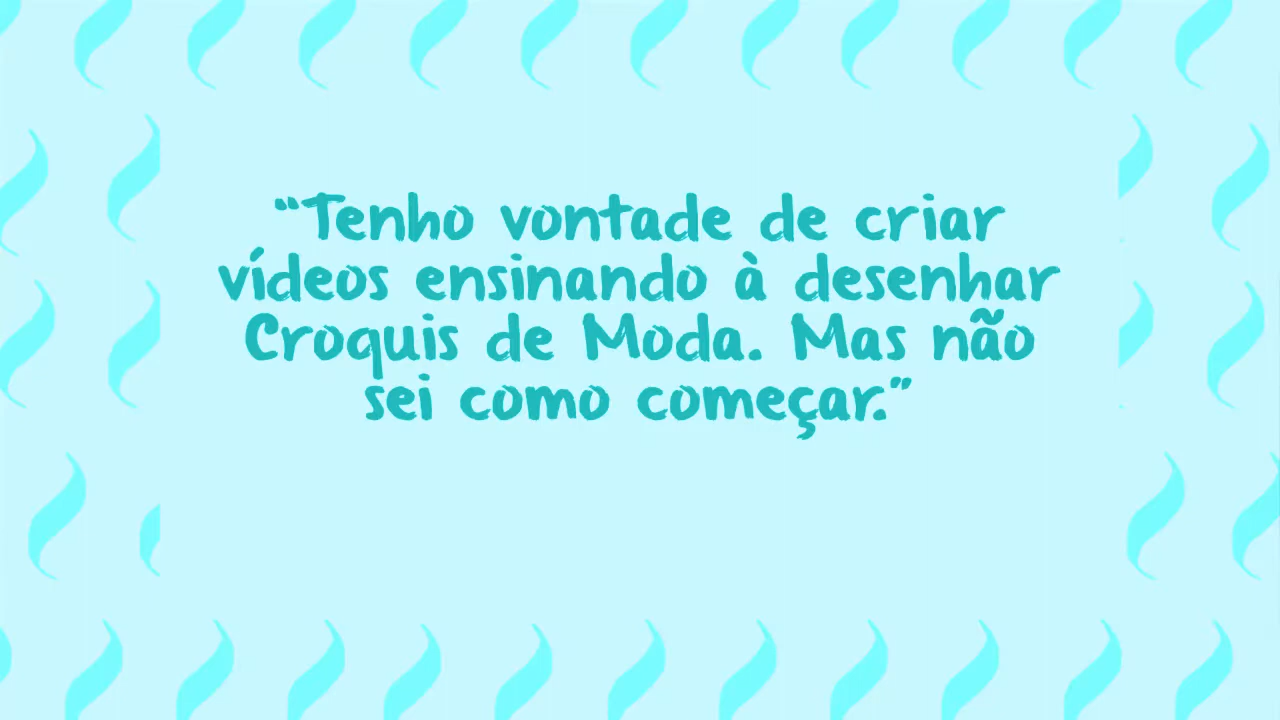 “Tenho vontade de criar
vídeos ensinando à desenhar
Croquis de Moda. Mas não
sei como começar.”